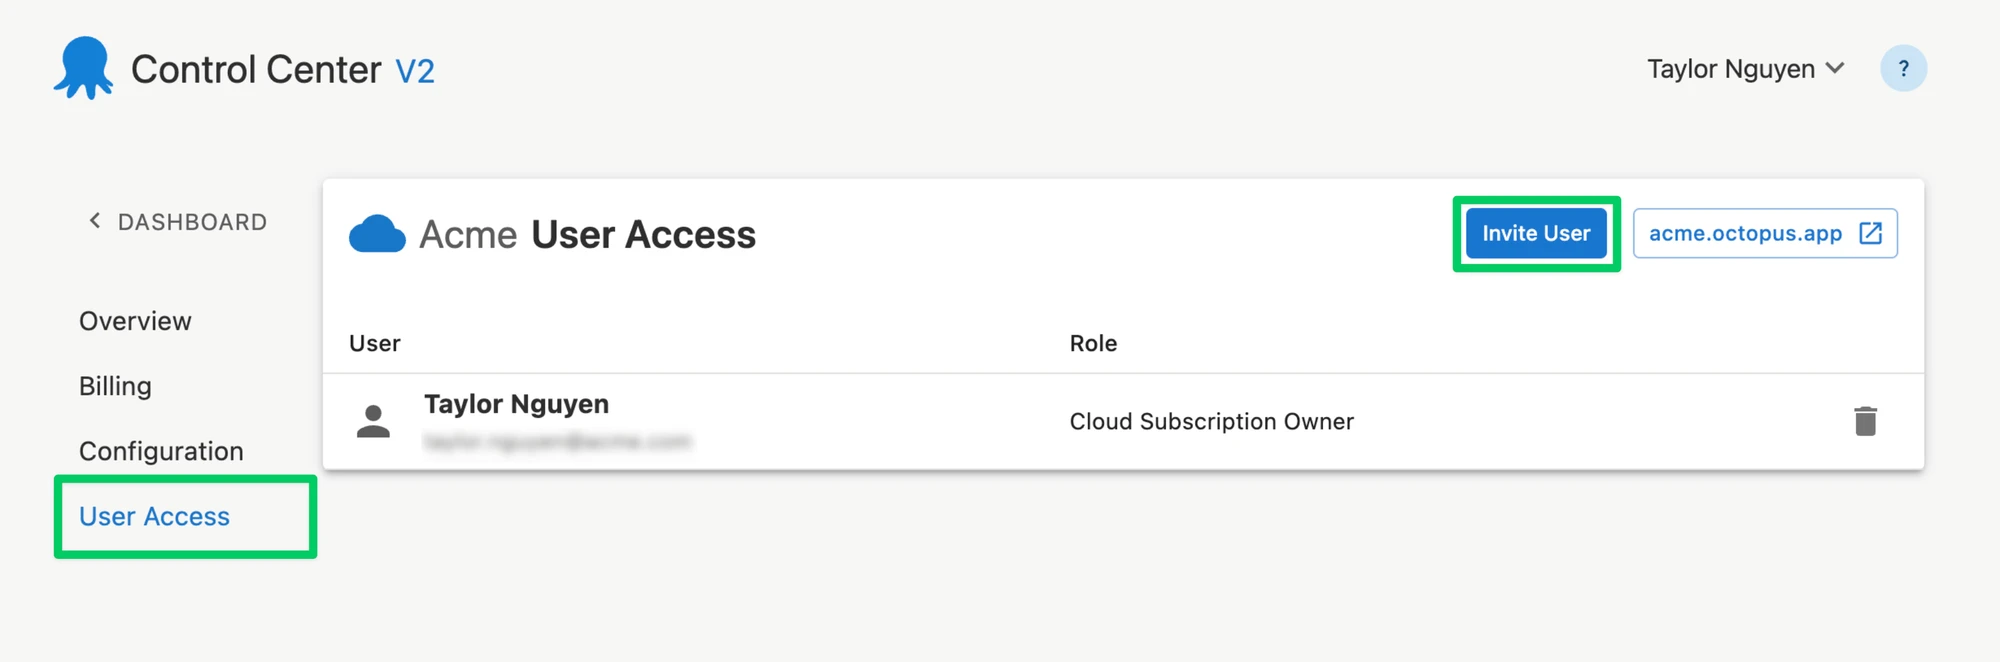 Control Center V2
Taylor Nguyen
?
DASHBOARD
Acme User Access
Invite User
acme.octopus.app
Overview
Billing
Configuration
User Access
User
Role
Taylor Nguyen
Cloud Subscription Owner